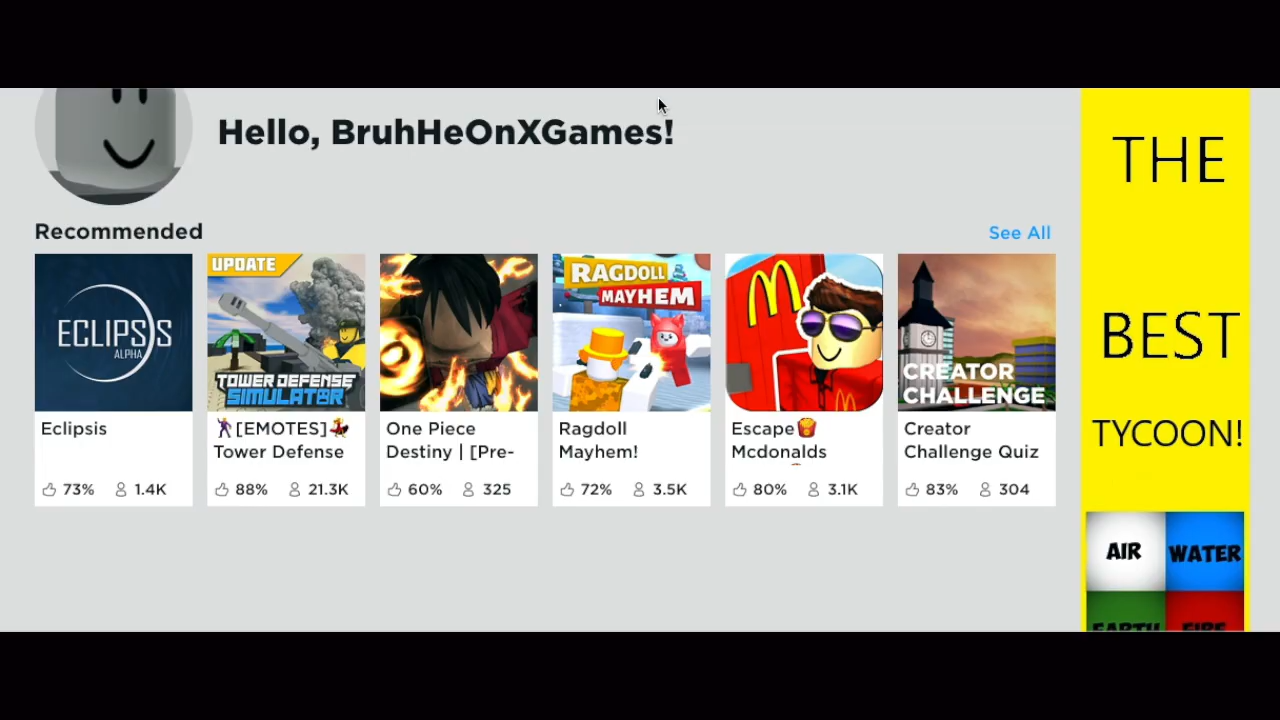 Hello, BruhHeOnXGames!
Recommended
See All
ECLIPSIS
ALPHA
UPDATE
TOWER DEFENSE
SIMULATOR
RAGDOLL
MAYHEM
CREATOR
CHALLENGE
Eclipsis
[EMOTES]
Tower Defense
One Piece
Destiny | [Pre-
Ragdoll
Mayhem!
Escape
Mcdonalds
Creator
Challenge Quiz
73% 1.4K
88% 21.3K
60% 325
72% 3.5K
80% 3.1K
83% 304
THE
BEST
TYCOON!
AIR
WATER
EARTH
FIRE